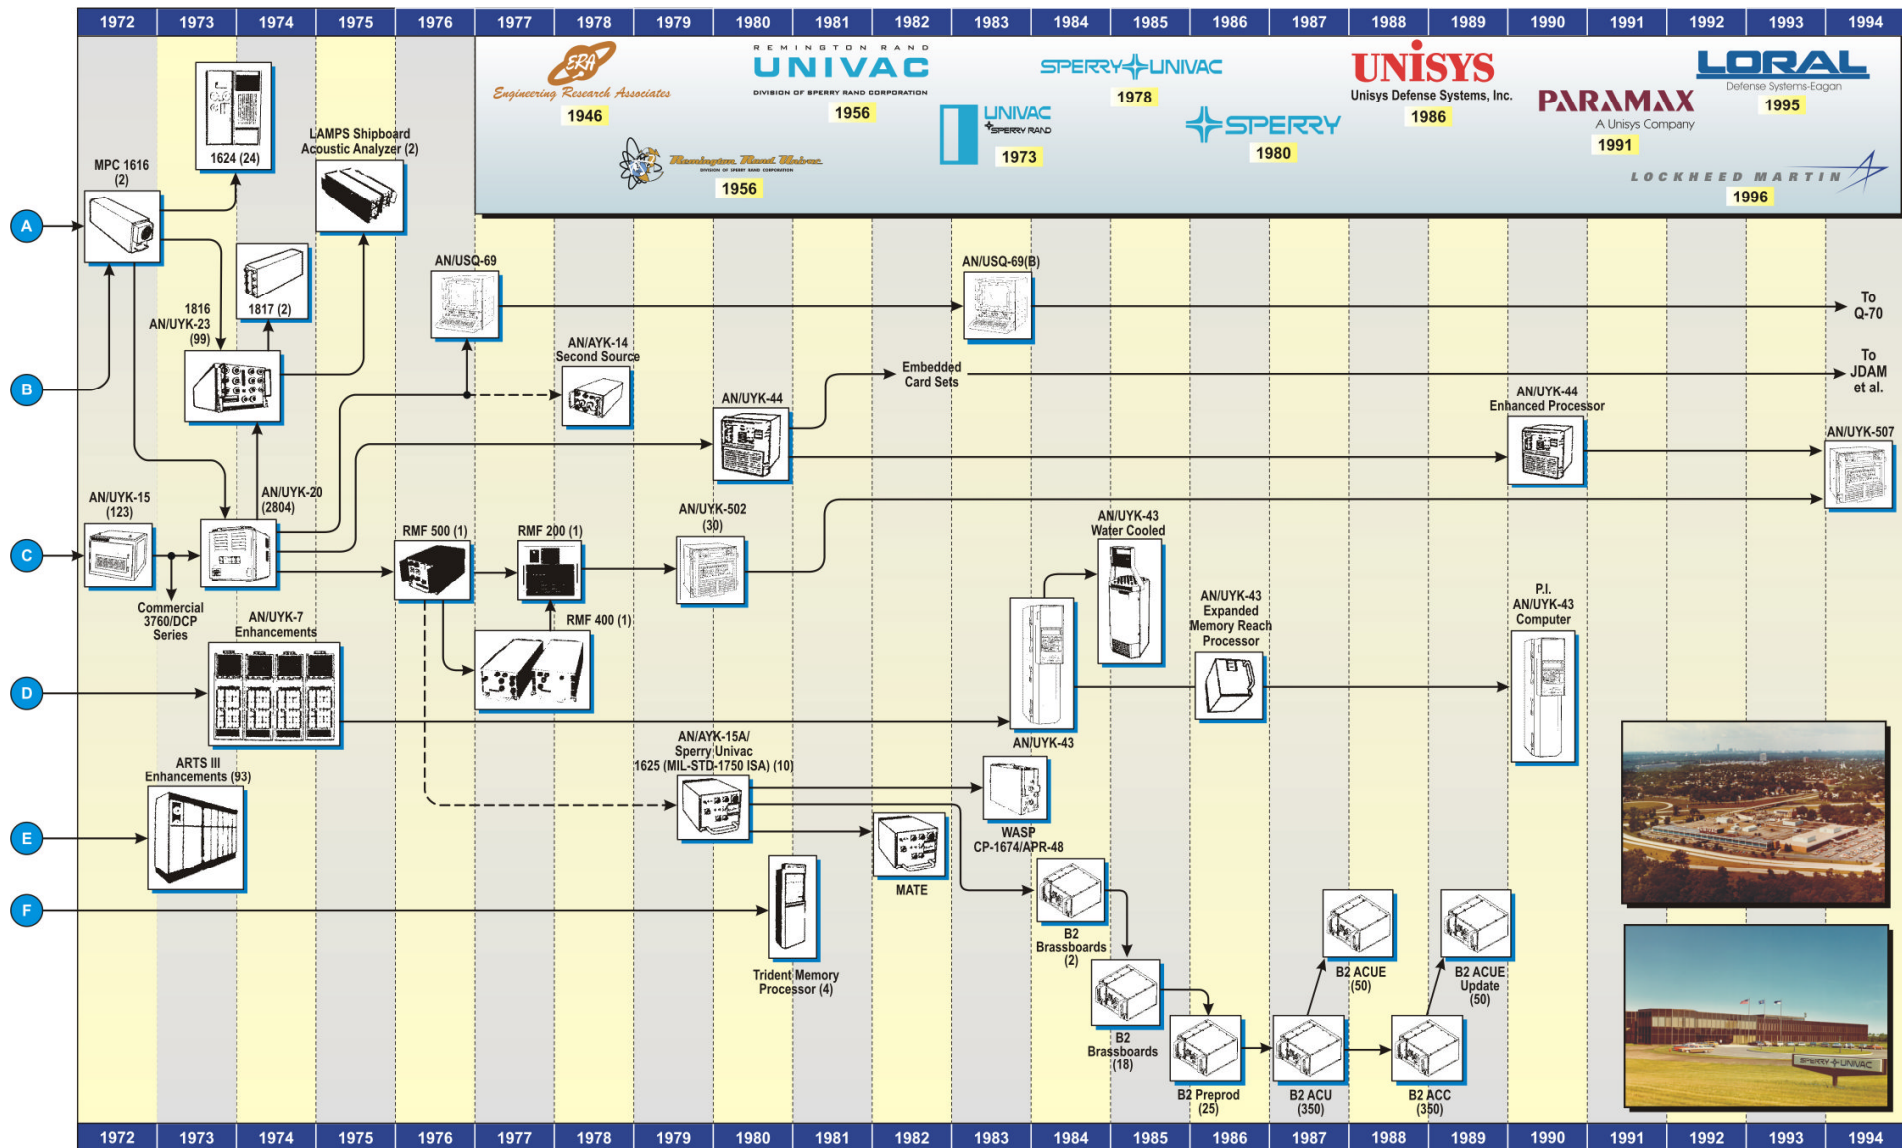 1972 1973 1974 1975 1976 1977 1978 1979 1980 1981 1982 1983 1984 1985 1986 1987 1988 1989 1990 1991 1992 1993 1994
ERA
Engineering Research Associates
1946
Remington Rand Univac
DIVISION OF SPERRY RAND CORPORATION
1956
REMINGTON RAND
UNIVAC
DIVISION OF SPERRY RAND CORPORATION
1956
UNIVAC
SPERRY RAND
1973
SPERRY UNIVAC
1978
SPERRY
1980
UNISYS
Unisys Defense Systems, Inc.
1986
PARAMAX
A Unisys Company
1991
LORAL
Defense Systems-Eagan
1995
LOCKHEED MARTIN
1996
1624 (24)
LAMPS Shipboard
Acoustic Analyzer (2)
MPC 1616
(2)
A
1817 (2)
AN/USQ-69
AN/USQ-69(B)
To
Q-70
1816
AN/UYK-23
(99)
B
AN/AYK-14
Second Source
Embedded
Card Sets
To
JDAM
et al.
AN/UYK-44
AN/UYK-44
Enhanced Processor
AN/UYK-507
AN/UYK-15
(123)
AN/UYK-20
(2804)
C
RMF 500 (1)
RMF 200 (1)
AN/UYK-502
(30)
AN/UYK-43
Water Cooled
Commercial
3760/DCP
Series
AN/UYK-7
Enhancements
RMF 400 (1)
AN/UYK-43
Expanded
Memory Reach
Processor
P.I.
AN/UYK-43
Computer
D
AN/UYK-43
AN/AYK-15A/
Sperry Univac
1625 (MIL-STD-1750 ISA) (10)
ARTS III
Enhancements (93)
E
WASP
CP-1674/APR-48
MATE
F
Trident Memory
Processor (4)
B2
Brassboards
(2)
B2
Brassboards
(18)
B2 Preprod
(25)
B2 ACU
(350)
B2 ACUE
(50)
B2 ACC
(350)
B2 ACUE
Update
(50)
SPERRY UNIVAC
1972 1973 1974 1975 1976 1977 1978 1979 1980 1981 1982 1983 1984 1985 1986 1987 1988 1989 1990 1991 1992 1993 1994